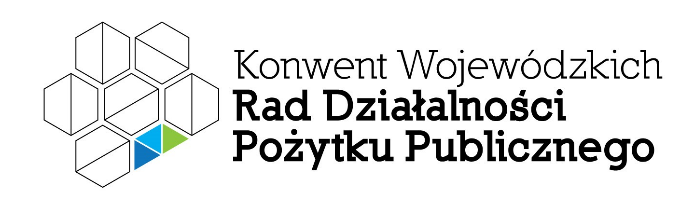 Konwent Wojewódzkich
Rad Działalności
Pożytku Publicznego